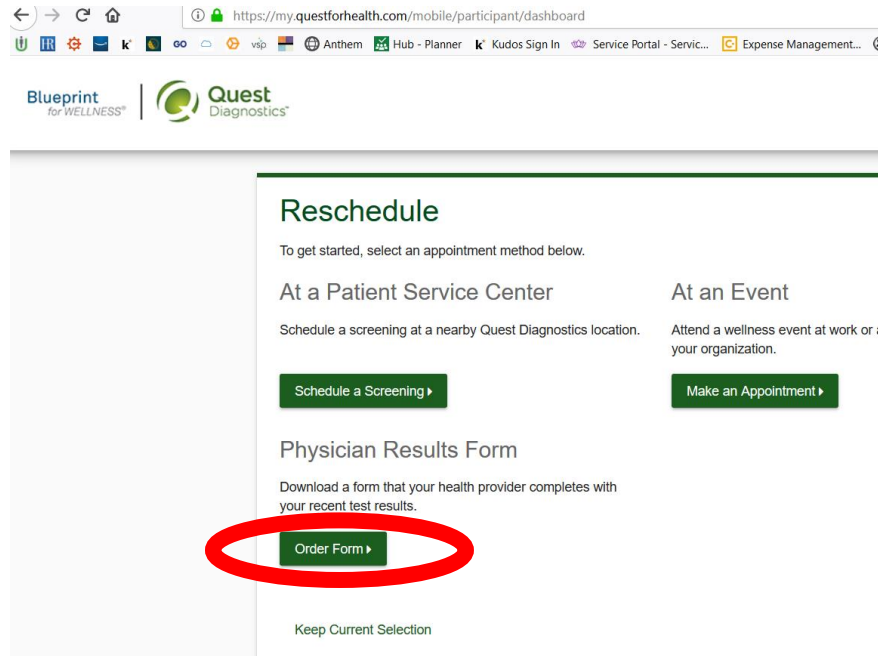 https://my.questforhealth.com/mobile/participant/dashboard
HR k GO vsp Anthem Hub - Planner k Kudos Sign In Service Portal - Servic... C Expense Management...
Blueprint for WELLNESS®
Quest Diagnostics™
Reschedule
To get started, select an appointment method below.
At a Patient Service Center
Schedule a screening at a nearby Quest Diagnostics location.
Schedule a Screening
At an Event
Attend a wellness event at work or
your organization.
Make an Appointment
Physician Results Form
Download a form that your health provider completes with
your recent test results.
Order Form
Keep Current Selection